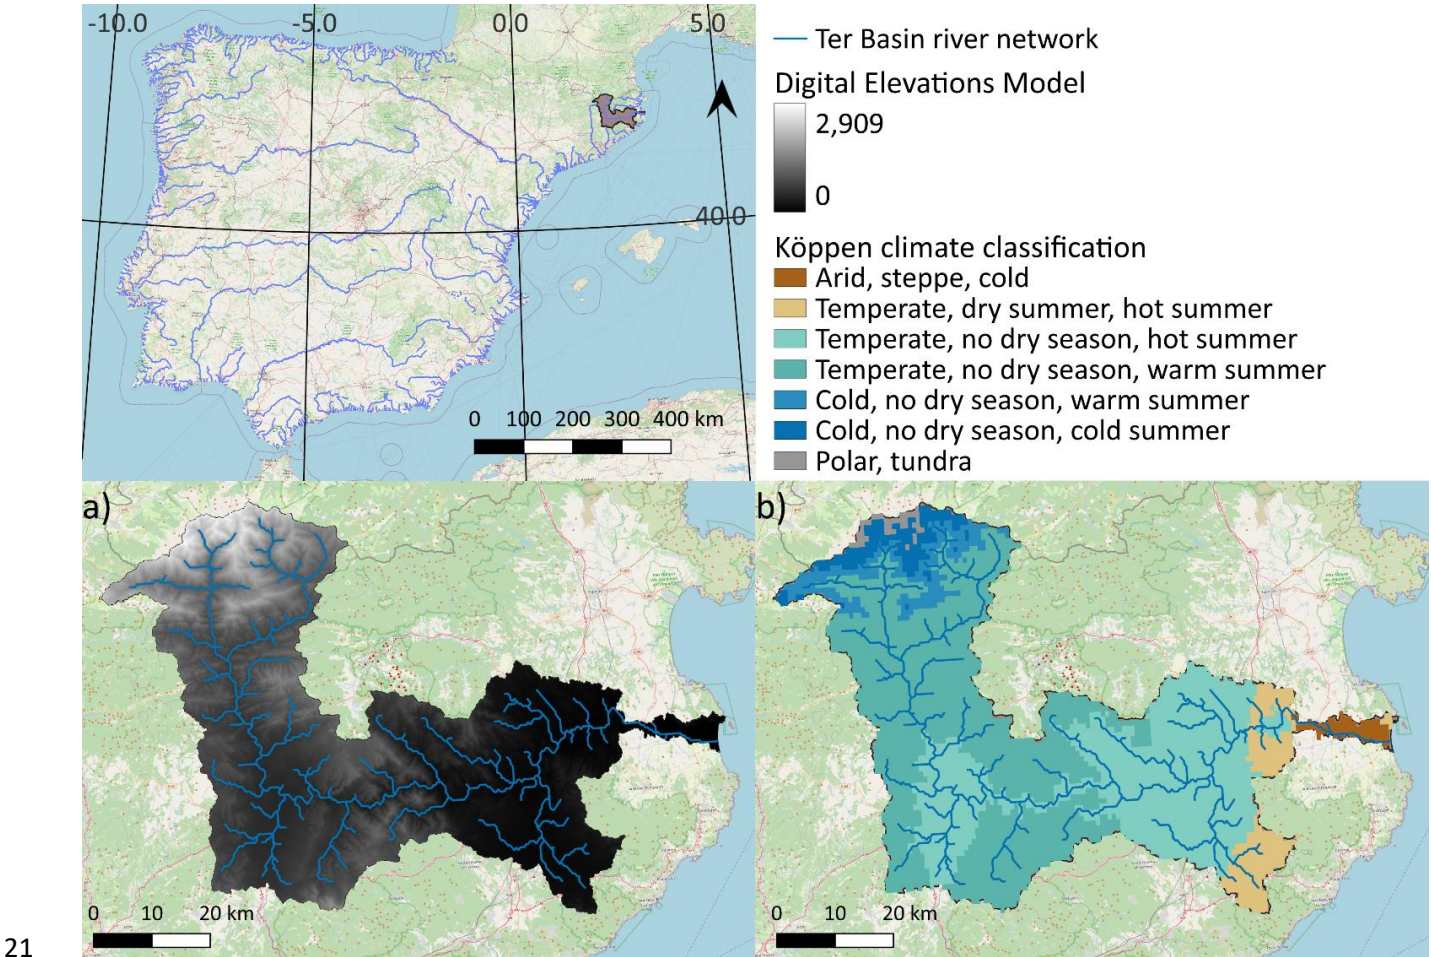 -10.0 -5.0 0.0 5.0
40.0
0 100 200 300 400 km
Ter Basin river network
Digital Elevations Model
2,909
0
Köppen climate classification
Arid, steppe, cold
Temperate, dry summer, hot summer
Temperate, no dry season, hot summer
Temperate, no dry season, warm summer
Cold, no dry season, warm summer
Cold, no dry season, cold summer
Polar, tundra
a)
0 10 20 km
b)
0 10 20 km
21